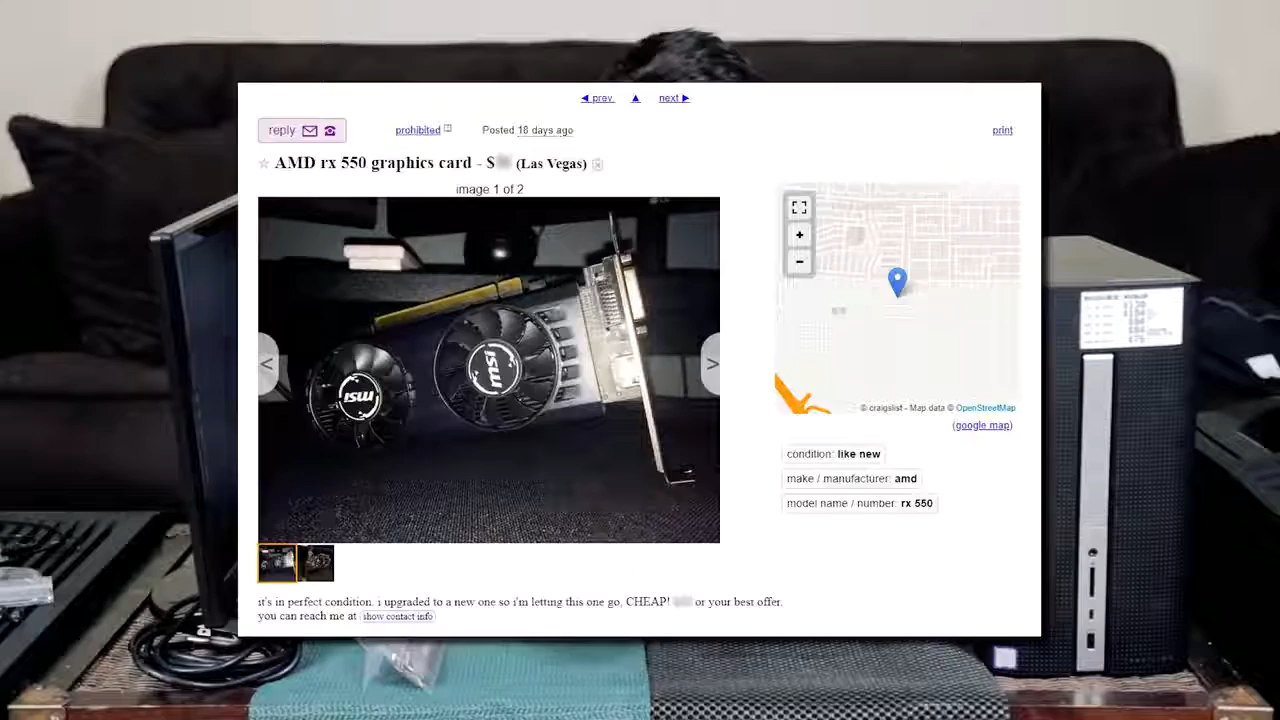 ◀ prev ▲ next ▶
reply prohibited Posted 18 days ago print
☆ AMD rx 550 graphics card - $ (Las Vegas)
image 1 of 2
+
−
msi
msi
< >
© craigslist - Map data © OpenStreetMap
(google map)
condition: like new
make / manufacturer: amd
model name / number: rx 550
it's in perfect condition. i upgraded to a new one so i'm letting this one go, CHEAP! or your best offer.
you can reach me at show contact info